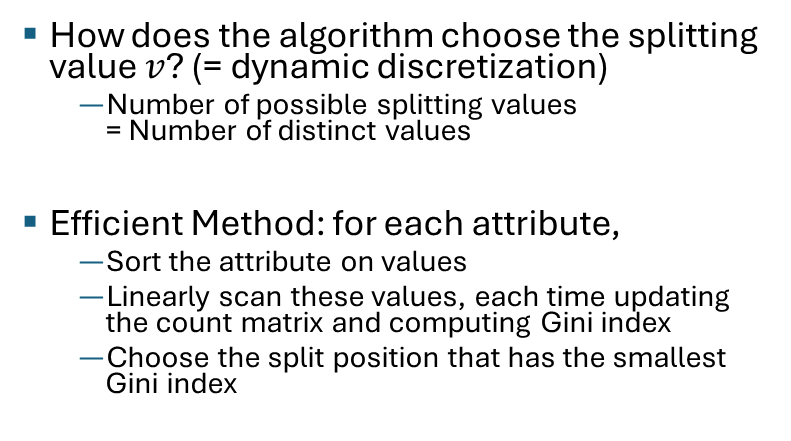 ▪ How does the algorithm choose the splitting
value 𝑣? (= dynamic discretization)
—Number of possible splitting values
= Number of distinct values
▪ Efficient Method: for each attribute,
—Sort the attribute on values
—Linearly scan these values, each time updating
the count matrix and computing Gini index
—Choose the split position that has the smallest
Gini index